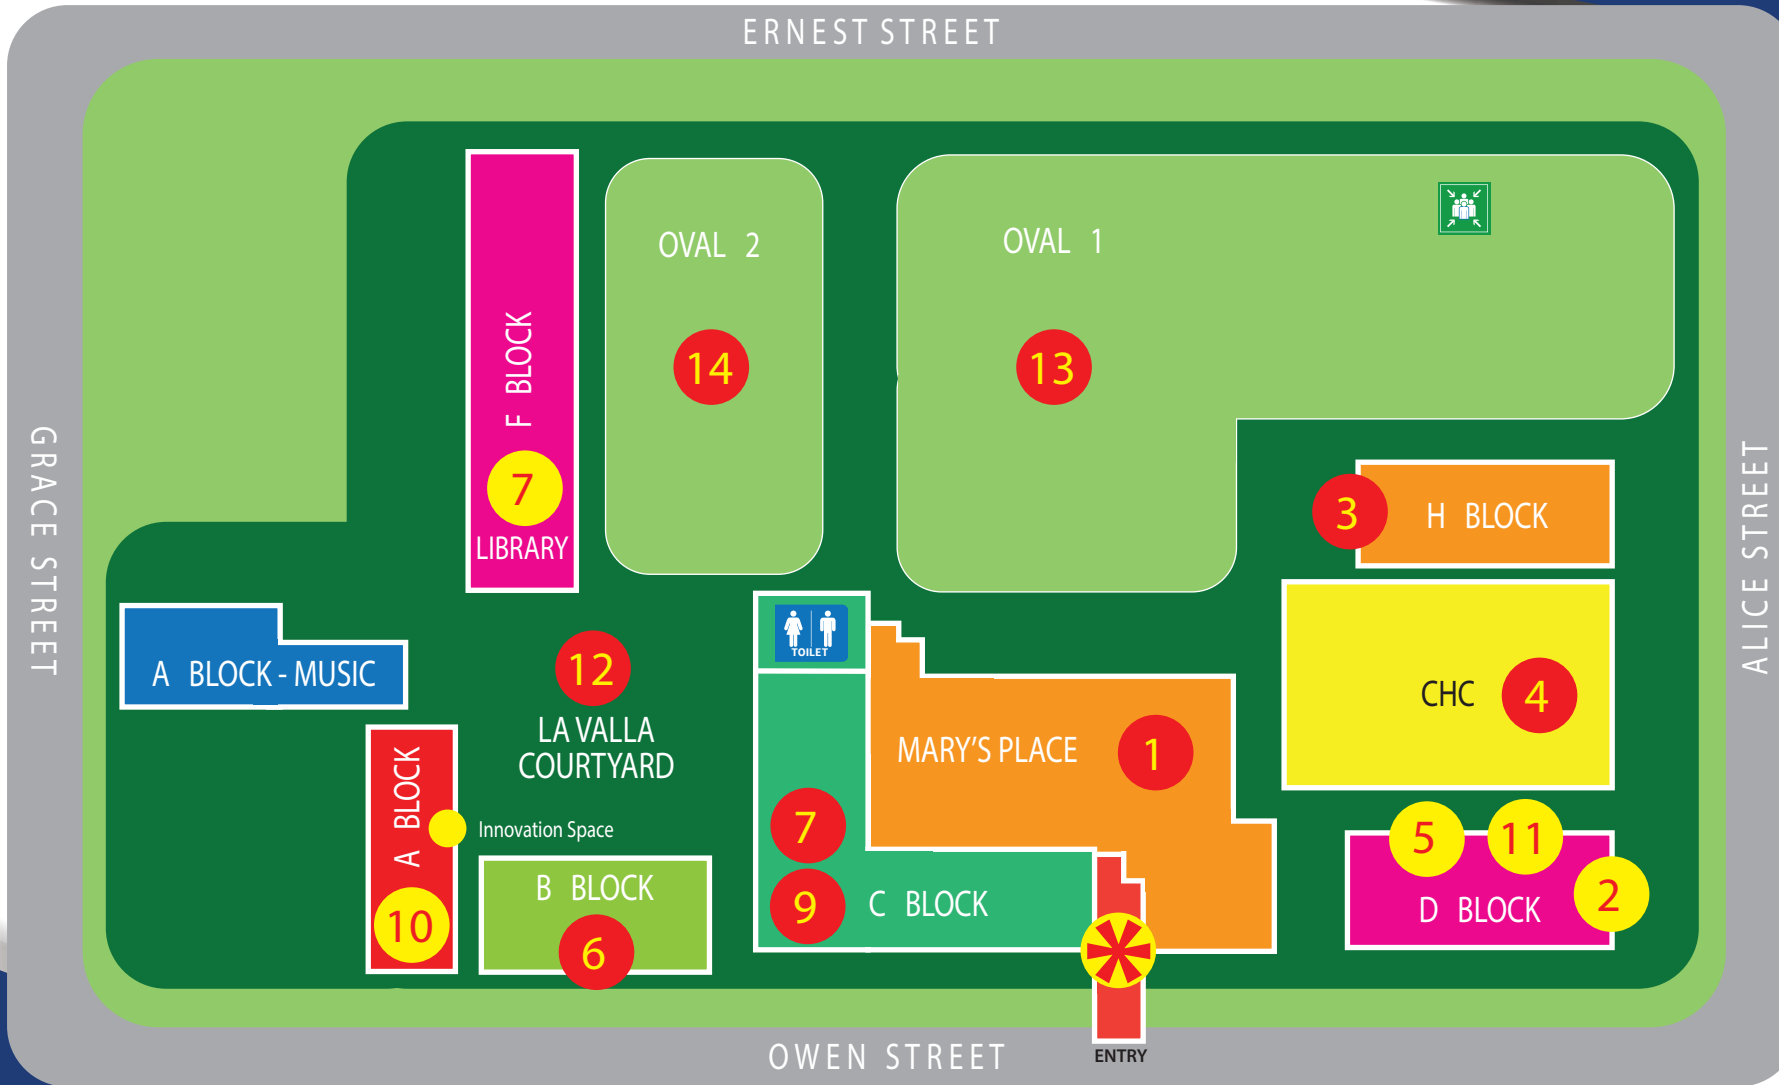 ERNEST STREET
GRACE STREET
ALICE STREET
OVAL 2
OVAL 1
14
13
F BLOCK
7
LIBRARY
3
H BLOCK
TOILET
A BLOCK - MUSIC
12
LA VALLA
COURTYARD
MARY'S PLACE
1
CHC
4
A BLOCK
Innovation Space
7
5
11
B BLOCK
9
C BLOCK
D BLOCK
2
10
6
OWEN STREET
ENTRY